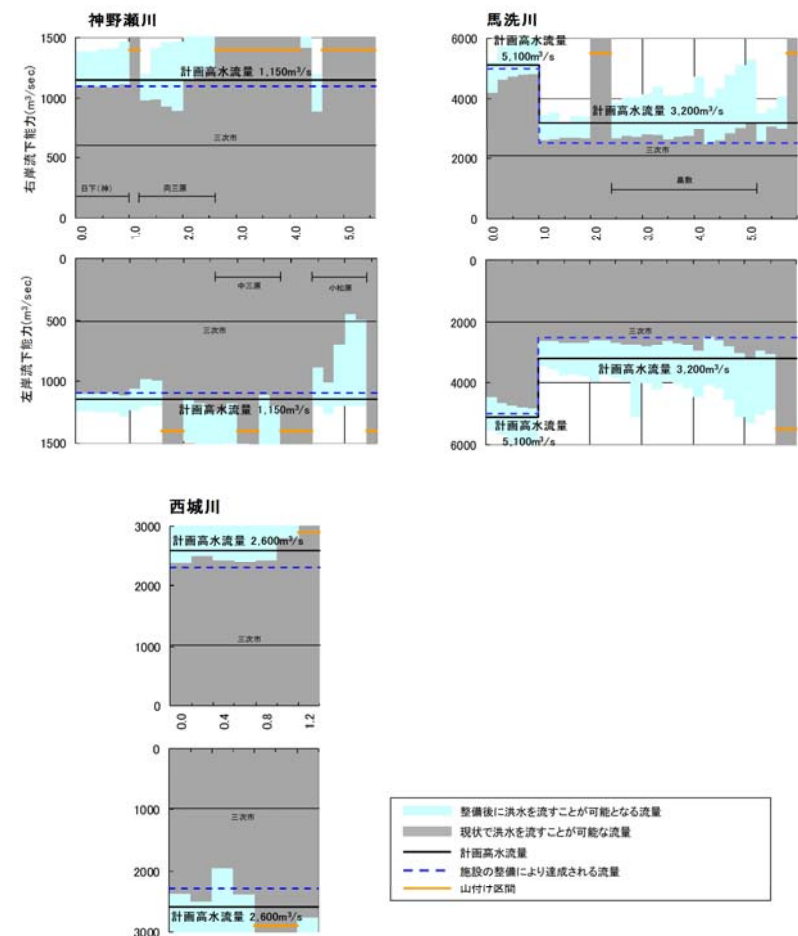 神野瀬川
右岸流下能力(m³/sec)
1500
1000
500
0
計画高水流量 1,150m³/s
三次市
日下(神)
両三原
0.0
1.0
2.0
3.0
4.0
5.0
左岸流下能力(m³/sec)
0
500
1000
1500
中三原
小松原
三次市
計画高水流量 1,150m³/s
馬洗川
6000
4000
2000
0
計画高水流量
5,100m³/s
計画高水流量 3,200m³/s
三次市
畠敷
0.0
1.0
2.0
3.0
4.0
5.0
0
2000
4000
6000
三次市
計画高水流量 3,200m³/s
計画高水流量
5,100m³/s
西城川
3000
2000
1000
0
計画高水流量 2,600m³/s
三次市
0.0
0.4
0.8
1.2
0
1000
2000
3000
三次市
計画高水流量 2,600m³/s
整備後に洪水を流すことが可能となる流量
現状で洪水を流すことが可能な流量
計画高水流量
施設の整備により達成される流量
山付け区間